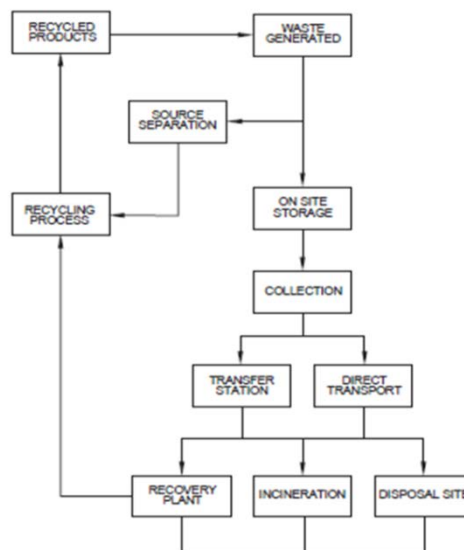 RECYCLED
PRODUCTS
WASTE
GENERATED
SOURCE
SEPARATION
RECYCLING
PROCESS
ON SITE
STORAGE
COLLECTION
TRANSFER
STATION
DIRECT
TRANSPORT
RECOVERY
PLANT
INCINERATION
DISPOSAL SITE